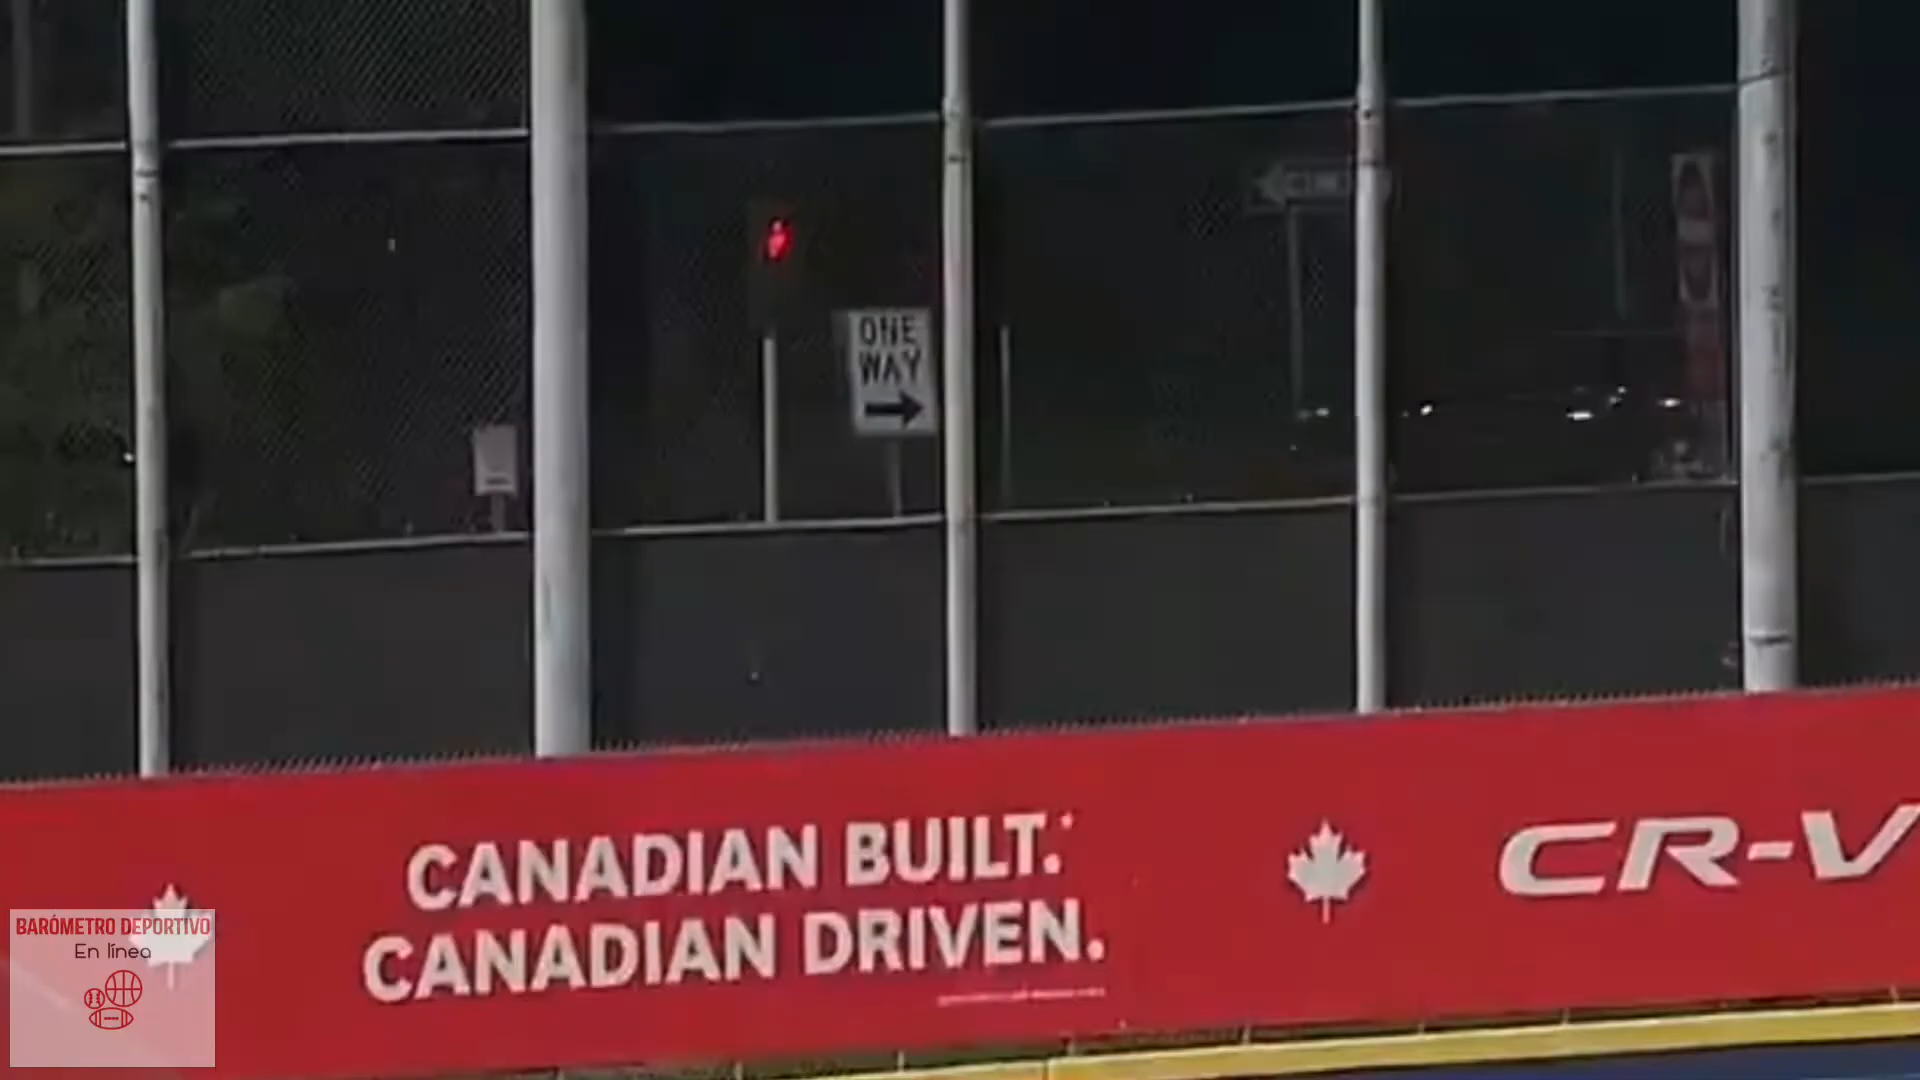 ONE
WAY
CANADIAN BUILT.*
CANADIAN DRIVEN.
CR-V
BARÓMETRO DEPORTIVO
En línea